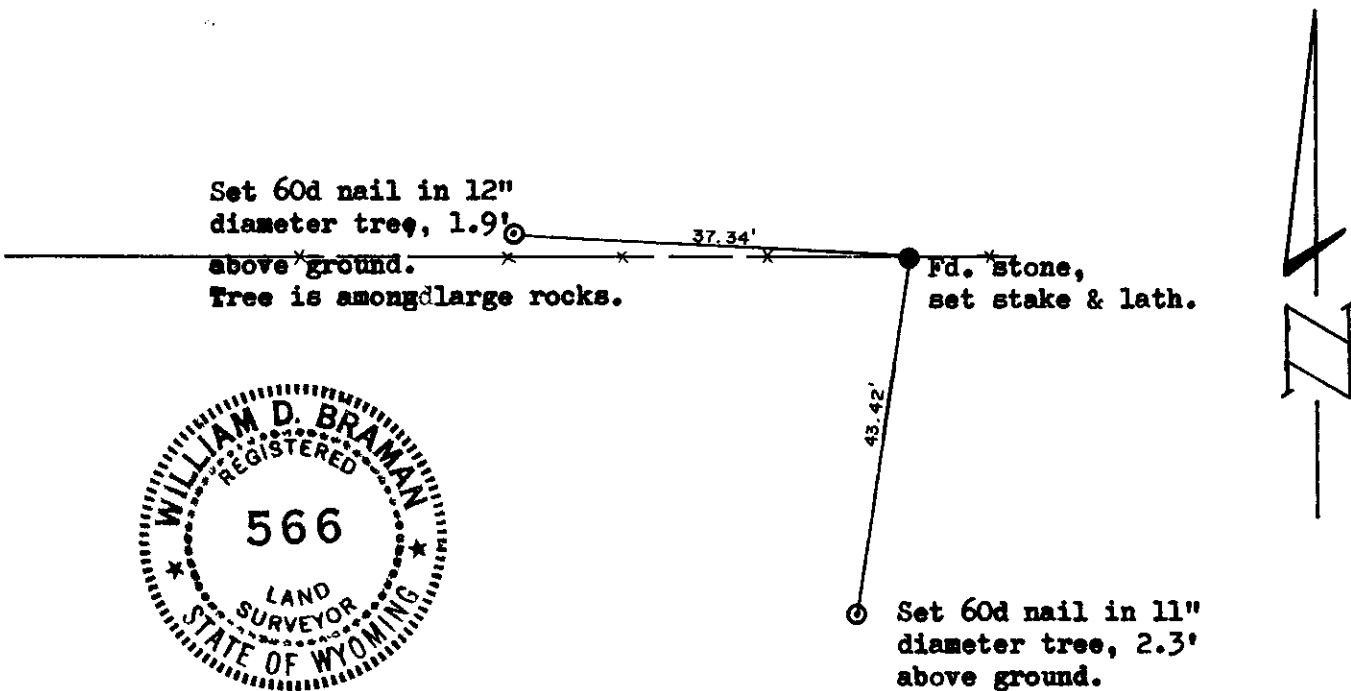 Set 60d nail in 12"
diameter tree, 1.9'
above ground.
Tree is amongdlarge rocks.
37.34'
Fd. stone,
set stake & lath.
43.42'
Set 60d nail in 11"
diameter tree, 2.3'
above ground.
WILLIAM D. BRAMAN
REGISTERED
566
LAND
SURVEYOR
STATE OF WYOMING
N